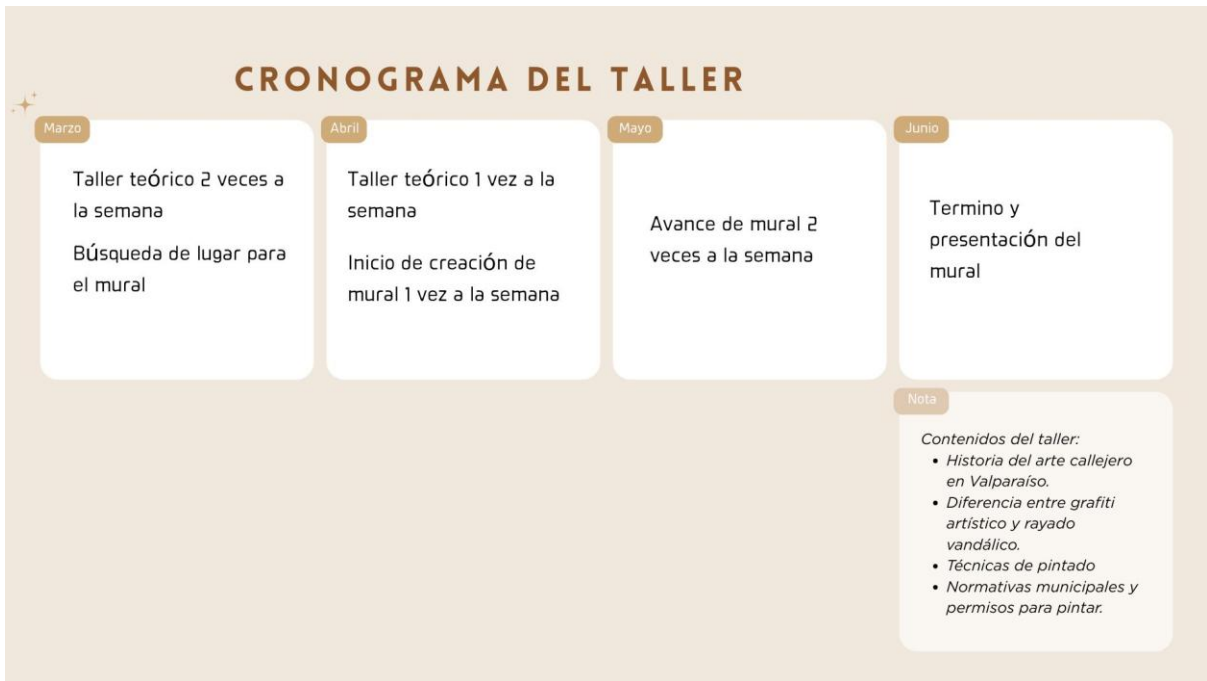 CRONOGRAMA DEL TALLER
Marzo
Taller teórico 2 veces a
la semana
Búsqueda de lugar para
el mural
Abril
Taller teórico 1 vez a la
semana
Inicio de creación de
mural 1 vez a la semana
Mayo
Avance de mural 2
veces a la semana
Junio
Termino y
presentación del
mural
Nota
Contenidos del taller:
• Historia del arte callejero
en Valparaíso.
• Diferencia entre grafiti
artístico y rayado
vandálico.
• Técnicas de pintado
• Normativas municipales y
permisos para pintar.